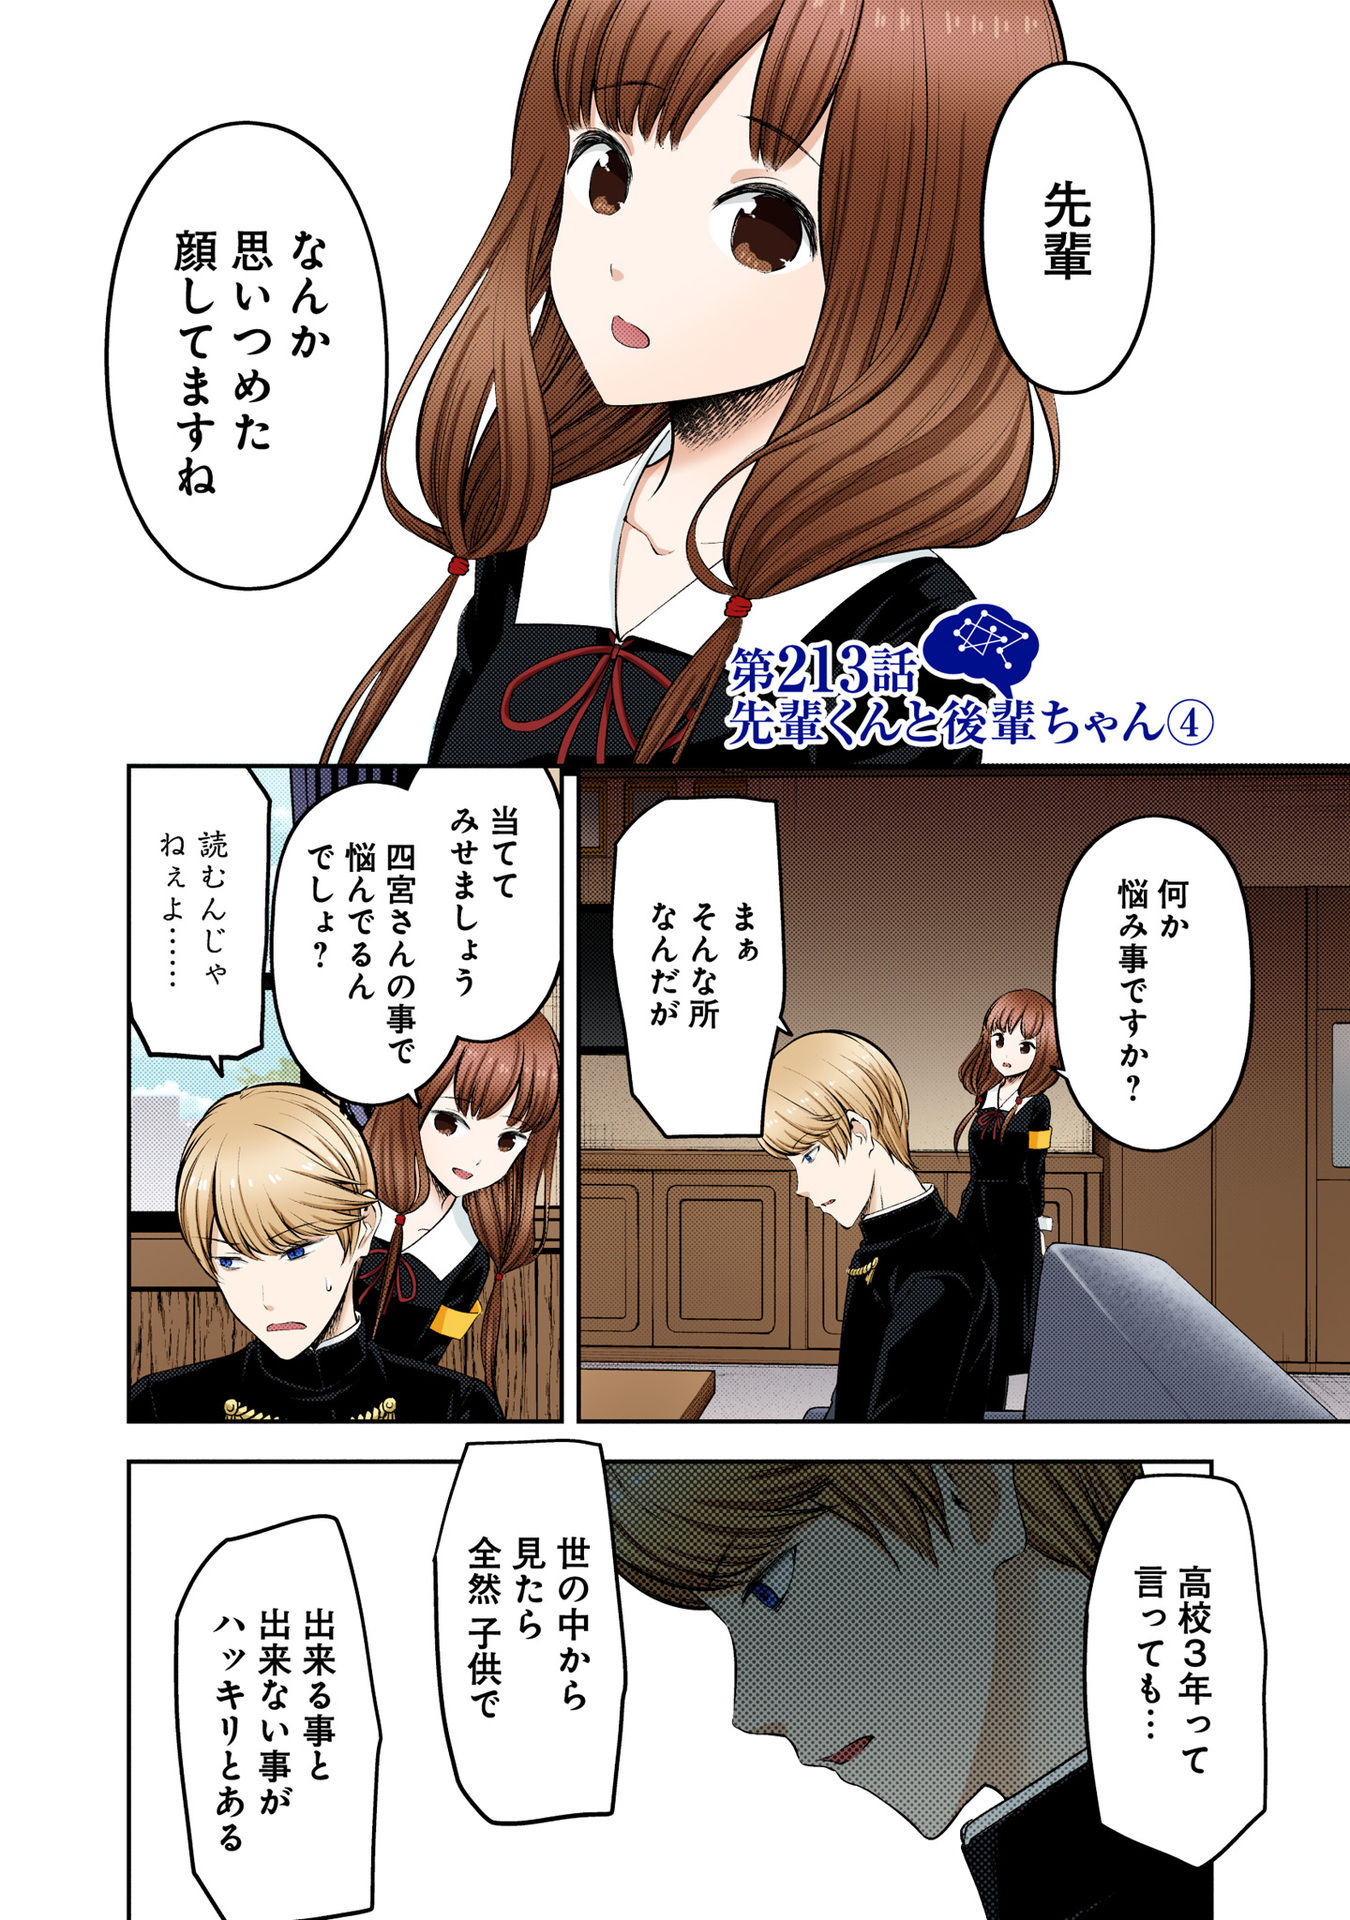 先輩
なんか
思いつめた
顔してますね
第213話
先輩くんと後輩ちゃん④
何か
悩み事ですか?
まぁ
そんな所
なんだが
当てて
みせましょう
四宮さんの事で
悩んでるん
でしょ?
読むんじゃ
ねぇよ……
高校3年って
言っても…
世の中から
見たら
全然 子供で
出来る事と
出来ない事が
ハッキリとある